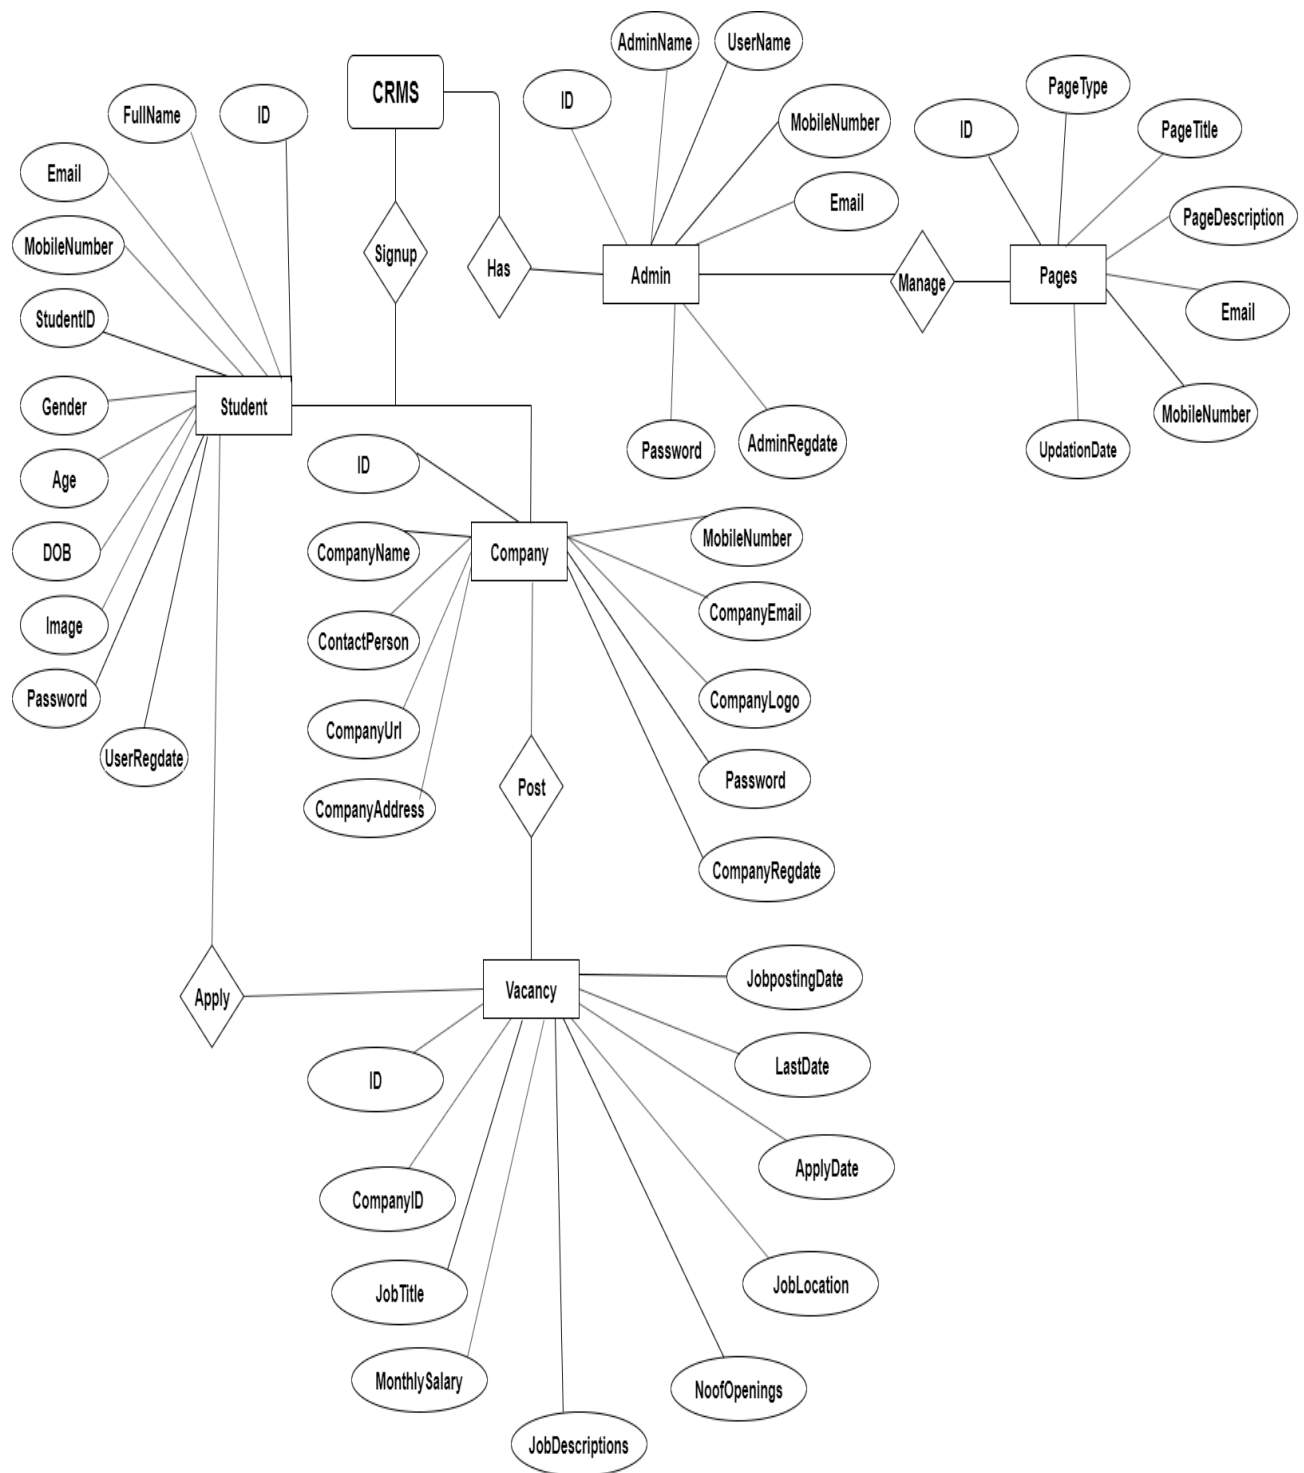 AdminName
UserName
CRMS
PageType
ID
FullName
ID
MobileNumber
ID
PageTitle
Email
Email
PageDescription
MobileNumber
Signup
Has
Admin
Manage
Pages
StudentID
Email
Gender
Student
MobileNumber
Password
AdminRegdate
UpdationDate
ID
Age
DOB
CompanyName
Company
MobileNumber
CompanyEmail
Image
ContactPerson
Password
CompanyLogo
CompanyUrl
UserRegdate
Post
Password
CompanyAddress
CompanyRegdate
JobpostingDate
Apply
Vacancy
LastDate
ID
ApplyDate
CompanyID
JobLocation
JobTitle
MonthlySalary
NoofOpenings
JobDescriptions